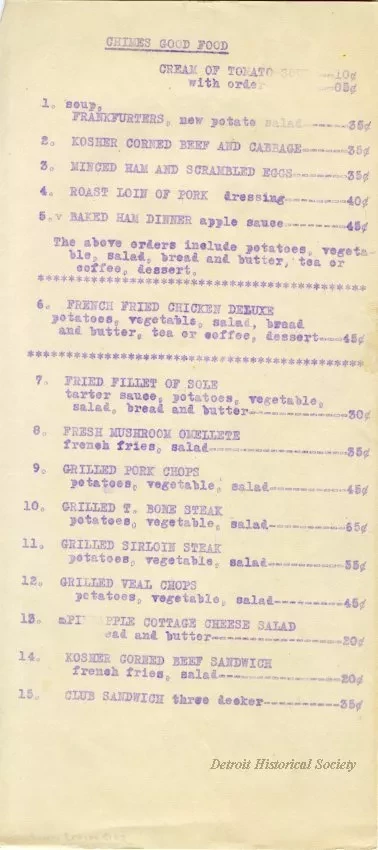 CHIMES GOOD FOOD
CREAM OF TOMATO SOUP 10¢
with order 05¢
1. soup,
FRANKFURTERS, new potato salad------35¢
2. KOSHER CORNED BEEF AND CABBAGE------35¢
3. MINCED HAM AND SCRAMBLED EGGS------35¢
4. ROAST LOIN OF PORK dressing------40¢
5.v BAKED HAM DINNER apple sauce------45¢
The above orders include potatoes, vegeta-
ble, salad, bread and butter, tea or
coffee, dessert.
******************************************
6. FRENCH FRIED CHICKEN DELUXE
potatoes, vegetable, salad, bread
and butter, tea or coffee, dessert---45¢
******************************************
7. FRIED FILLET OF SOLE
tarter sauce, potatoes, vegetable,
salad, bread and butter------------30¢
8. FRESH MUSHROOM OMELLETE
french fries, salad----------------35¢
9. GRILLED PORK CHOPS
potatoes, vegetable, salad---------45¢
10. GRILLED T. BONE STEAK
potatoes, vegetable, salad---------65¢
11. GRILLED SIRLOIN STEAK
potatoes, vegetable, salad---------55¢
12. GRILLED VEAL CHOPS
potatoes, vegetable, salad---------45¢
13. PINEAPPLE COTTAGE CHEESE SALAD
ead and butter-------------20¢
14. KOSHER CORNED BEEF SANDWICH
french fries, salad--------------20¢
15. CLUB SANDWICH three decker---------35¢
Detroit Historical Society